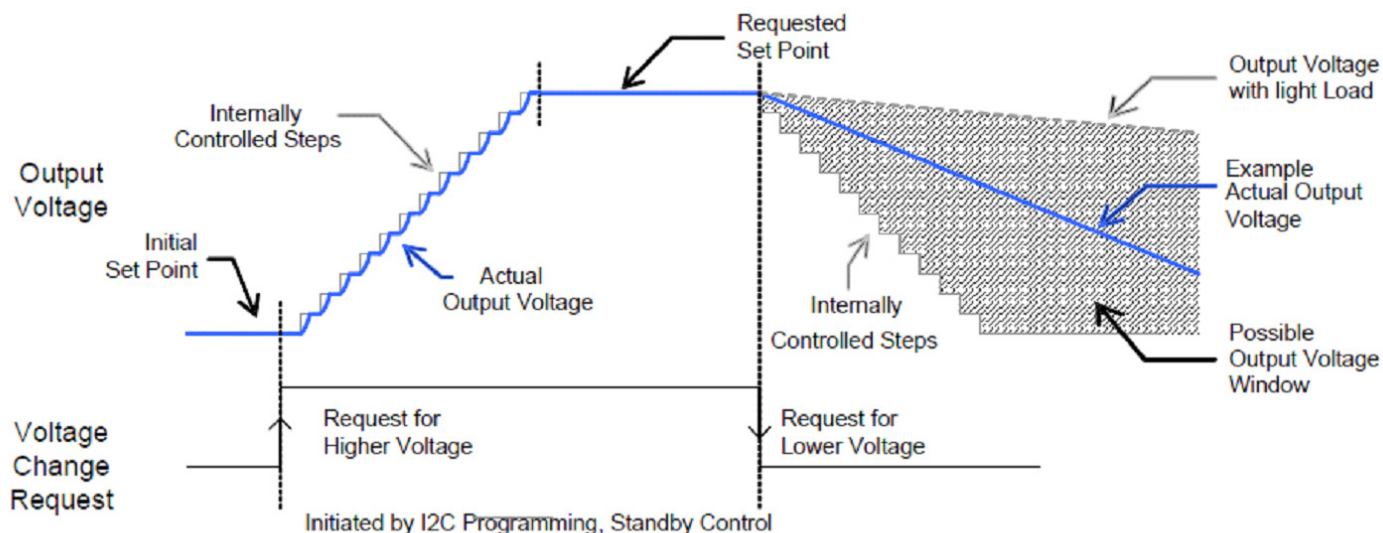 Requested
Set Point
Output Voltage
with light Load
Internally
Controlled Steps
Output
Voltage
Example
Actual Output
Voltage
Initial
Set Point
Actual
Output Voltage
Internally
Controlled Steps
Possible
Output Voltage
Window
Voltage
Change
Request
Request for
Higher Voltage
Request for
Lower Voltage
Initiated by I2C Programming, Standby Control